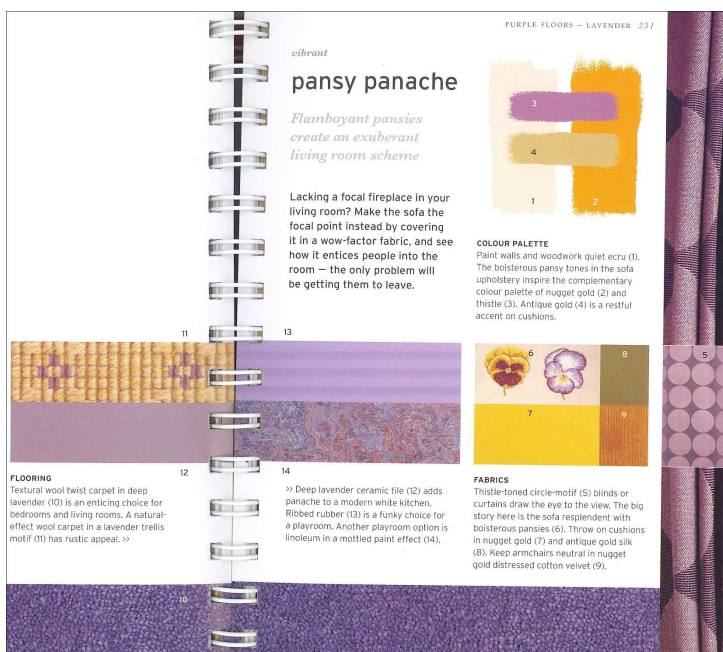 PURPLE FLOORS – LAVENDER 231
vibrant
pansy panache
Flamboyant pansies
create an exuberant
living room scheme
Lacking a focal fireplace in your
living room? Make the sofa the
focal point instead by covering
it in a wow-factor fabric, and see
how it entices people into the
room – the only problem will
be getting them to leave.
3
4
1
2
COLOUR PALETTE
Paint walls and woodwork quiet ecru (1).
The boisterous pansy tones in the sofa
upholstery inspire the complementary
colour palette of nugget gold (2) and
thistle (3). Antique gold (4) is a restful
accent on cushions.
11
13
12
14
FLOORING
Textural wool twist carpet in deep
lavender (10) is an enticing choice for
bedrooms and living rooms. A natural-
effect wool carpet in a lavender trellis
motif (11) has rustic appeal. >>
>> Deep lavender ceramic tile (12) adds
panache to a modern white kitchen.
Ribbed rubber (13) is a funky choice for
a playroom. Another playroom option is
linoleum in a mottled paint effect (14).
6
8
5
7
9
FABRICS
Thistle-toned circle-motif (5) blinds or
curtains draw the eye to the view. The big
story here is the sofa resplendent with
boisterous pansies (6). Throw on cushions
in nugget gold (7) and antique gold silk
(8). Keep armchairs neutral in nugget
gold distressed cotton velvet (9).
10